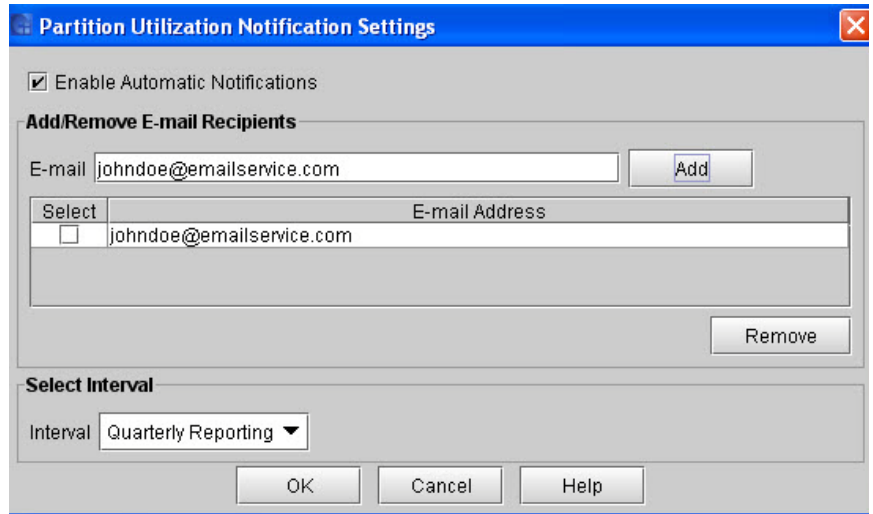 Partition Utilization Notification Settings
Enable Automatic Notifications
Add/Remove E-mail Recipients
E-mail johndoe@emailservice.com Add
Select E-mail Address
johndoe@emailservice.com
Remove
Select Interval
Interval Quarterly Reporting
OK Cancel Help